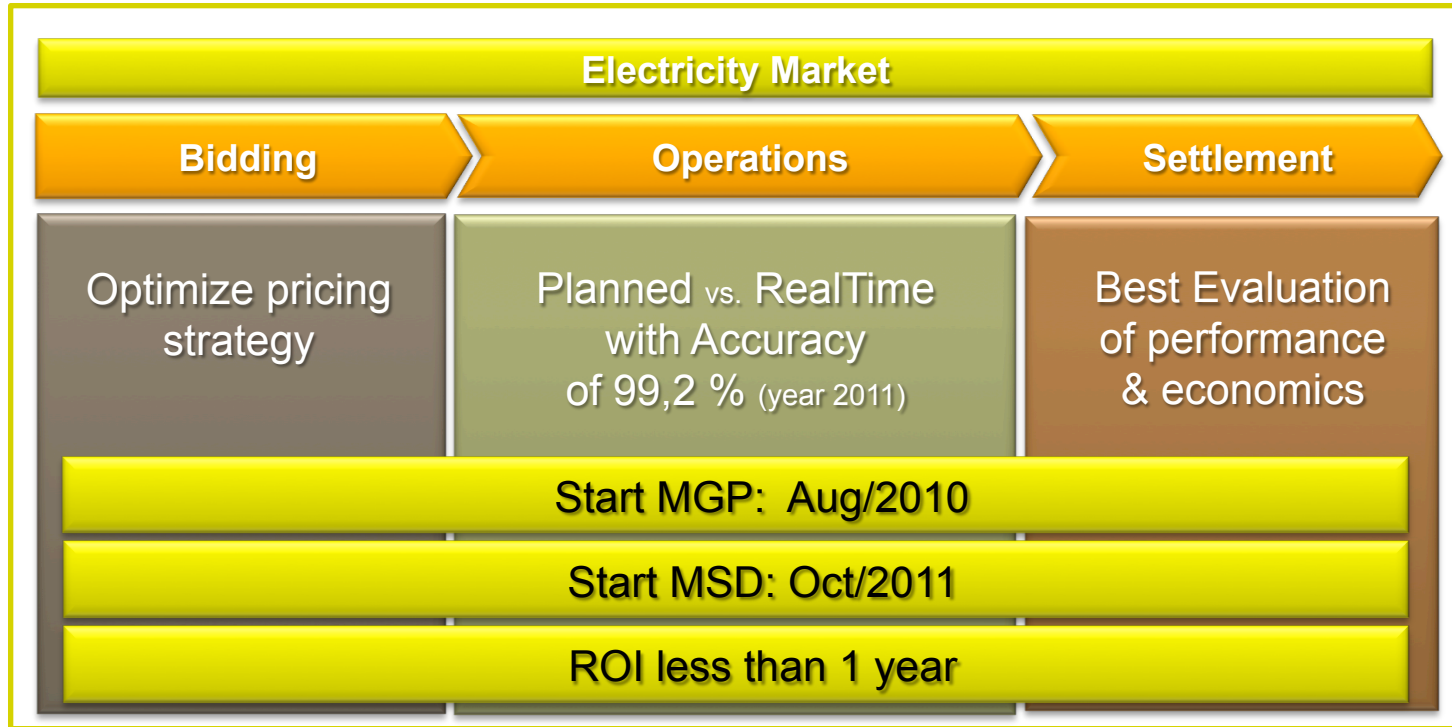 Electricity Market
Bidding
Operations
Settlement
Optimize pricing
strategy
Planned vs. RealTime
with Accuracy
of 99,2 % (year 2011)
Best Evaluation
of performance
& economics
Start MGP: Aug/2010
Start MSD: Oct/2011
ROI less than 1 year